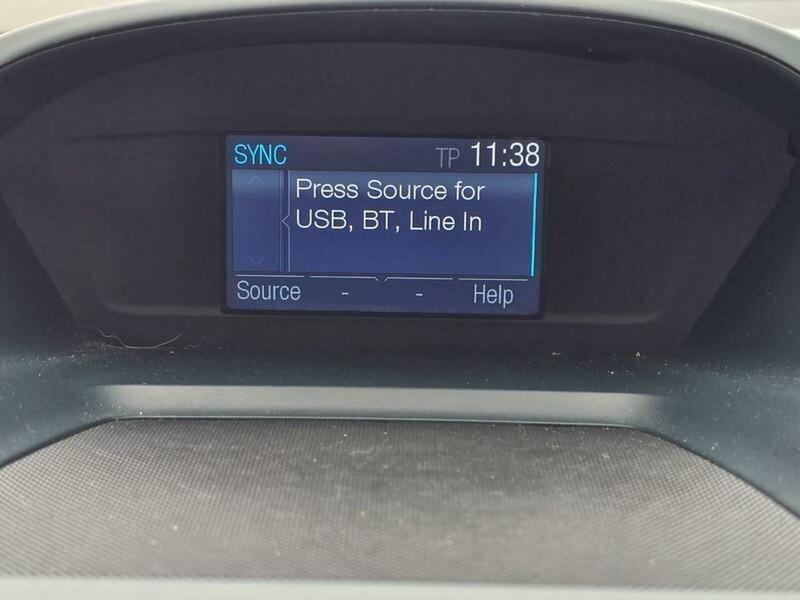 SYNC TP 11:38
Press Source for
USB, BT, Line In
Source - - Help